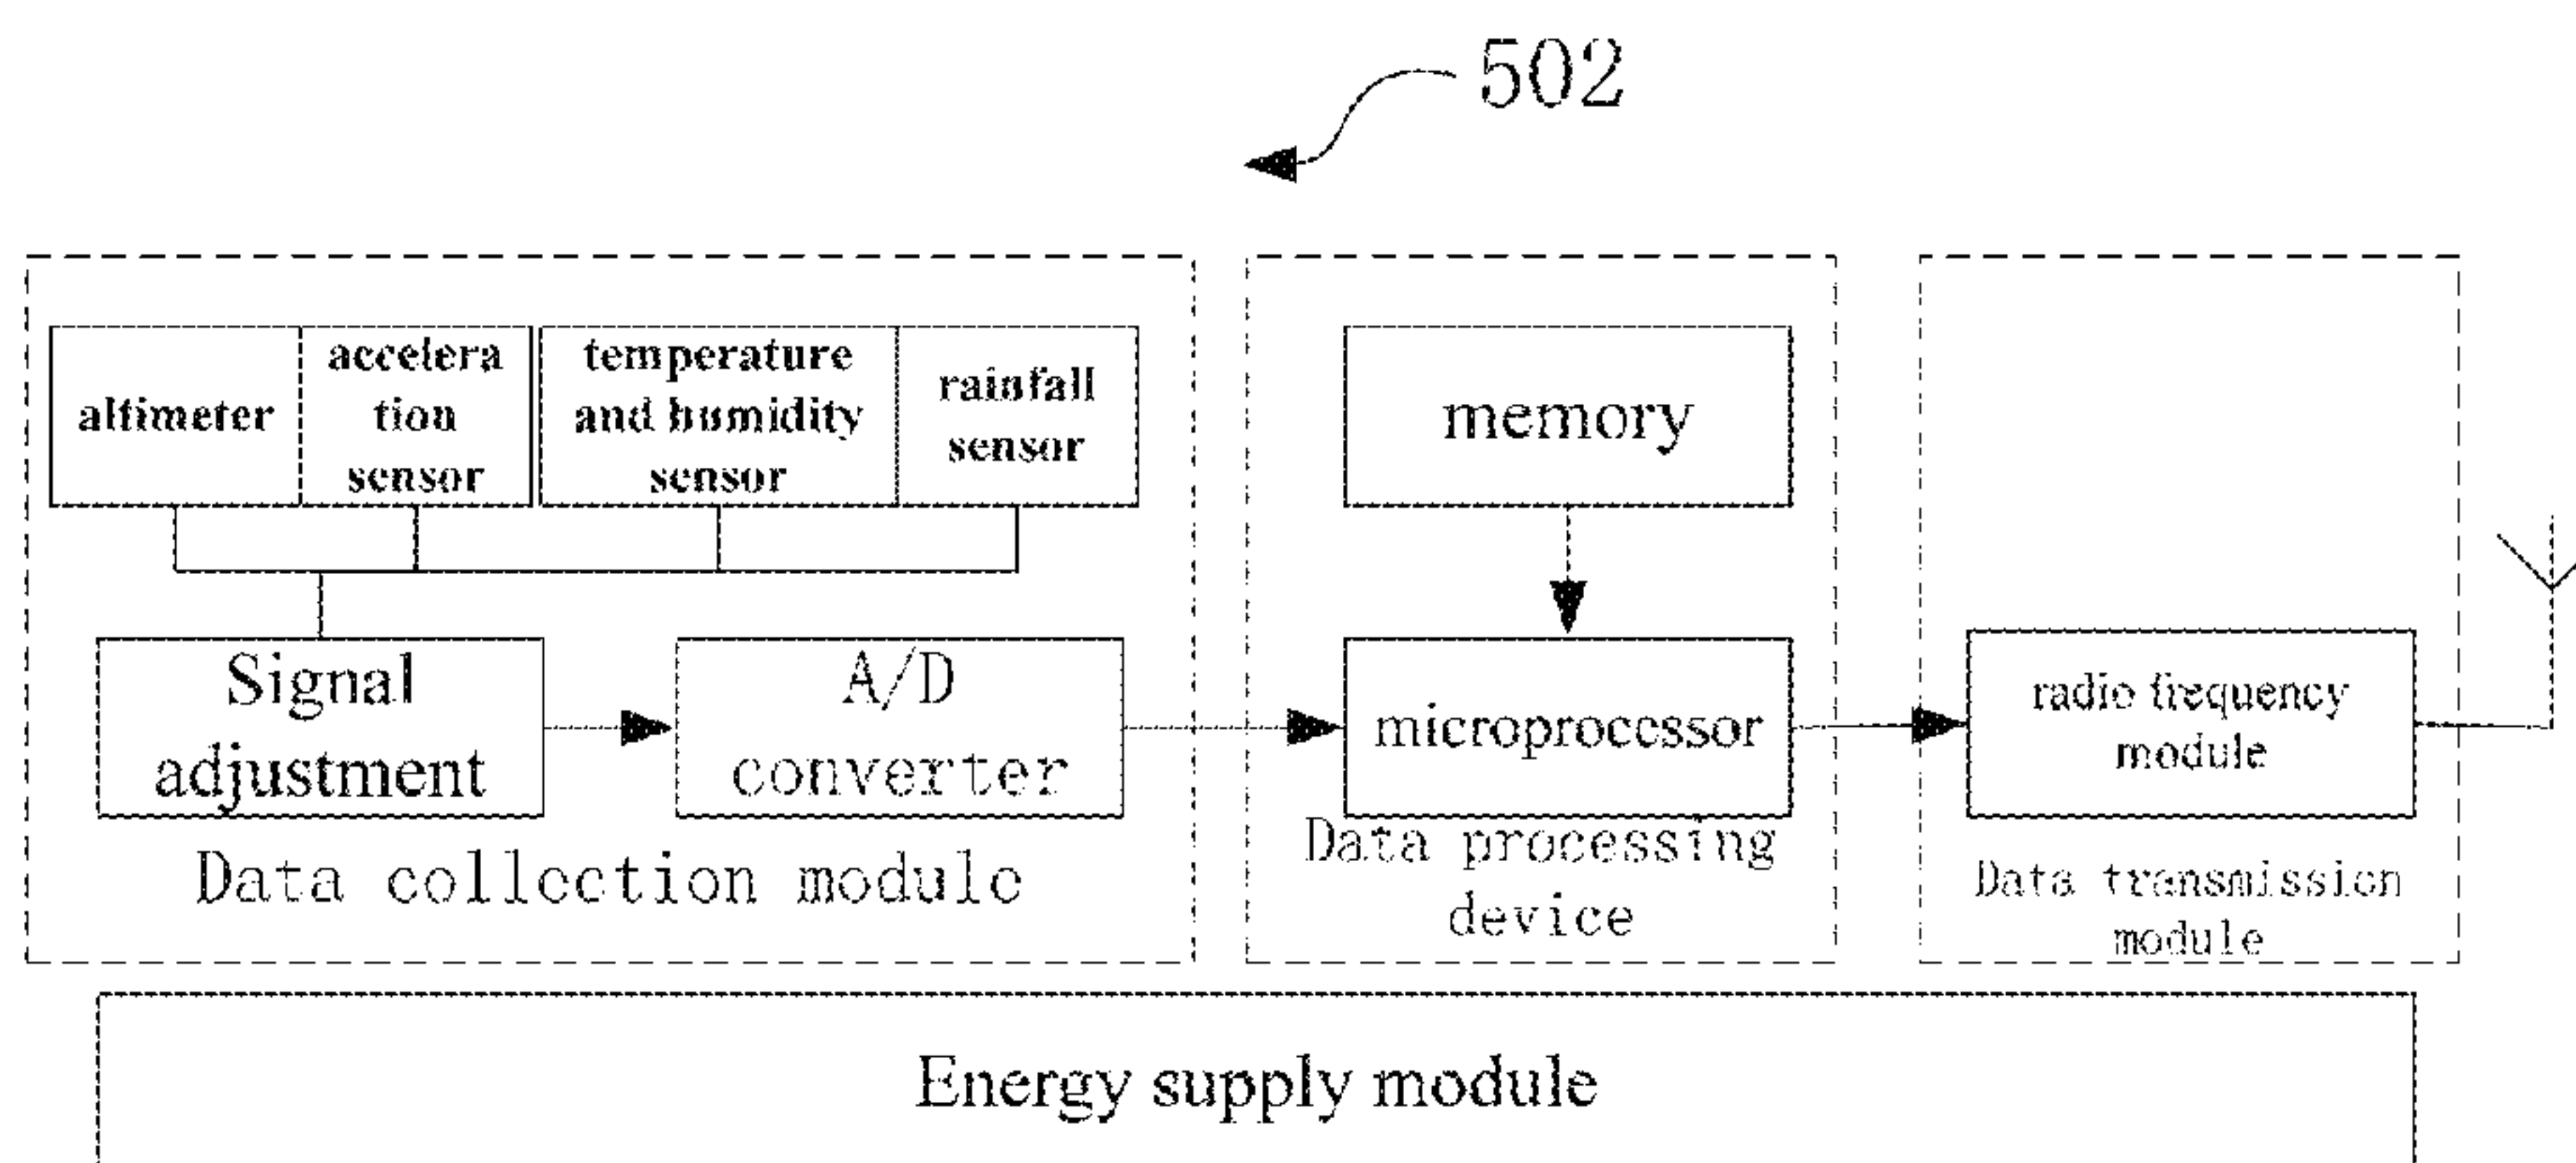 502
altimeter
accelera
tion
sensor
temperature
and humidity
sensor
rainfall
sensor
memory
Signal
adjustment
A/D
converter
microprocessor
radio frequency
module
Data collection module
Data processing
device
Data transmission
module
Energy supply module